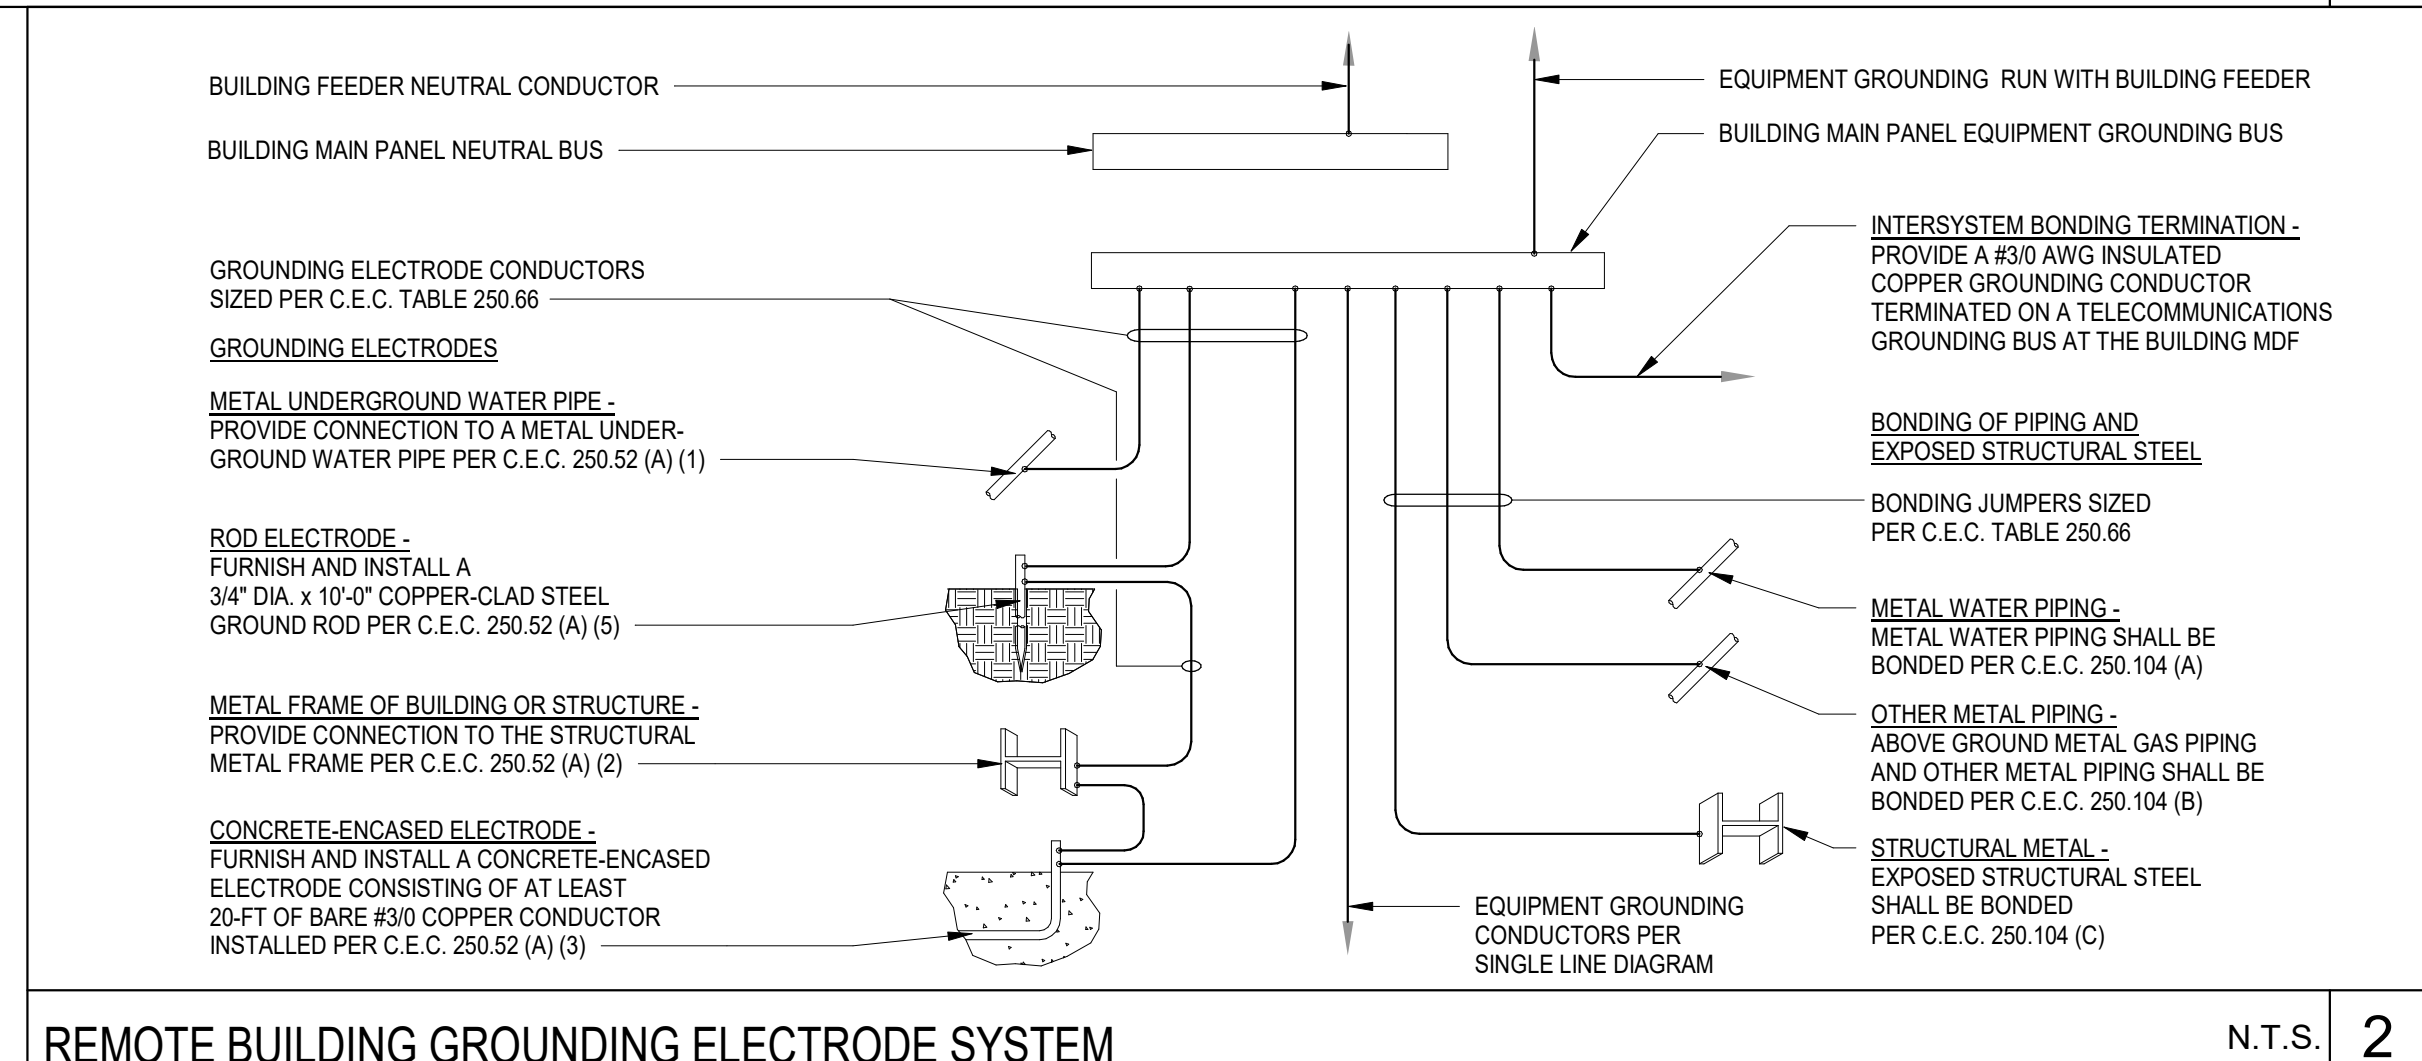 BUILDING FEEDER NEUTRAL CONDUCTOR
BUILDING MAIN PANEL NEUTRAL BUS
GROUNDING ELECTRODE CONDUCTORS
SIZED PER C.E.C. TABLE 250.66
GROUNDING ELECTRODES
METAL UNDERGROUND WATER PIPE -
PROVIDE CONNECTION TO A METAL UNDER-
GROUND WATER PIPE PER C.E.C. 250.52 (A) (1)
ROD ELECTRODE -
FURNISH AND INSTALL A
3/4" DIA. x 10'-0" COPPER-CLAD STEEL
GROUND ROD PER C.E.C. 250.52 (A) (5)
METAL FRAME OF BUILDING OR STRUCTURE -
PROVIDE CONNECTION TO THE STRUCTURAL
METAL FRAME PER C.E.C. 250.52 (A) (2)
CONCRETE-ENCASED ELECTRODE -
FURNISH AND INSTALL A CONCRETE-ENCASED
ELECTRODE CONSISTING OF AT LEAST
20-FT OF BARE #3/0 COPPER CONDUCTOR
INSTALLED PER C.E.C. 250.52 (A) (3)
EQUIPMENT GROUNDING RUN WITH BUILDING FEEDER
BUILDING MAIN PANEL EQUIPMENT GROUNDING BUS
INTERSYSTEM BONDING TERMINATION -
PROVIDE A #3/0 AWG INSULATED
COPPER GROUNDING CONDUCTOR
TERMINATED ON A TELECOMMUNICATIONS
GROUNDING BUS AT THE BUILDING MDF
BONDING OF PIPING AND
EXPOSED STRUCTURAL STEEL
BONDING JUMPERS SIZED
PER C.E.C. TABLE 250.66
METAL WATER PIPING -
METAL WATER PIPING SHALL BE
BONDED PER C.E.C. 250.104 (A)
OTHER METAL PIPING -
ABOVE GROUND METAL GAS PIPING
AND OTHER METAL PIPING SHALL BE
BONDED PER C.E.C. 250.104 (B)
STRUCTURAL METAL -
EXPOSED STRUCTURAL STEEL
SHALL BE BONDED
PER C.E.C. 250.104 (C)
EQUIPMENT GROUNDING
CONDUCTORS PER
SINGLE LINE DIAGRAM
REMOTE BUILDING GROUNDING ELECTRODE SYSTEM
N.T.S.
2